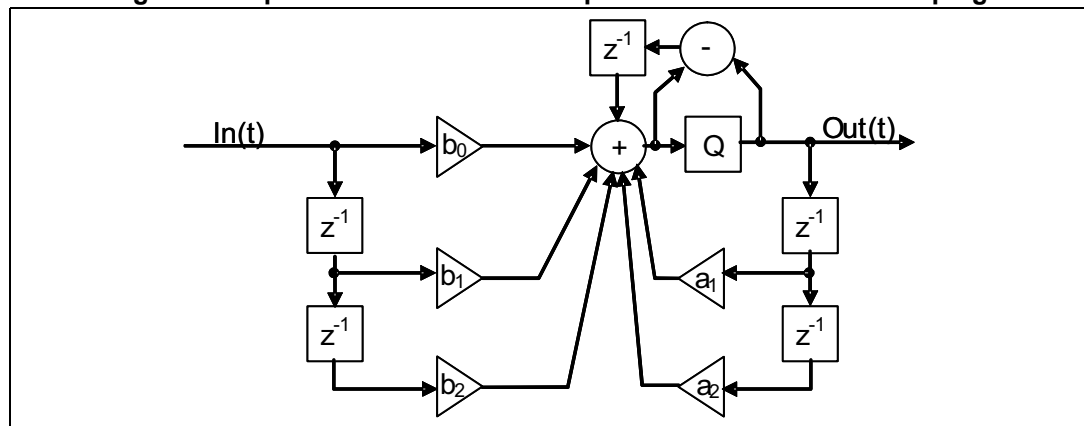 z⁻¹
-
In(t)
b₀
+
Q
Out(t)
z⁻¹
z⁻¹
b₁
a₁
z⁻¹
z⁻¹
b₂
a₂